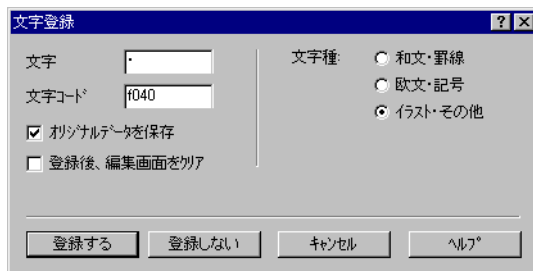 文字登録
文字 ・
文字種:
和文・罫線
文字コード f040
欧文・記号
オリジナルデータを保存
イラスト・その他
登録後、編集画面をクリア
登録する 登録しない キャンセル ヘルプ